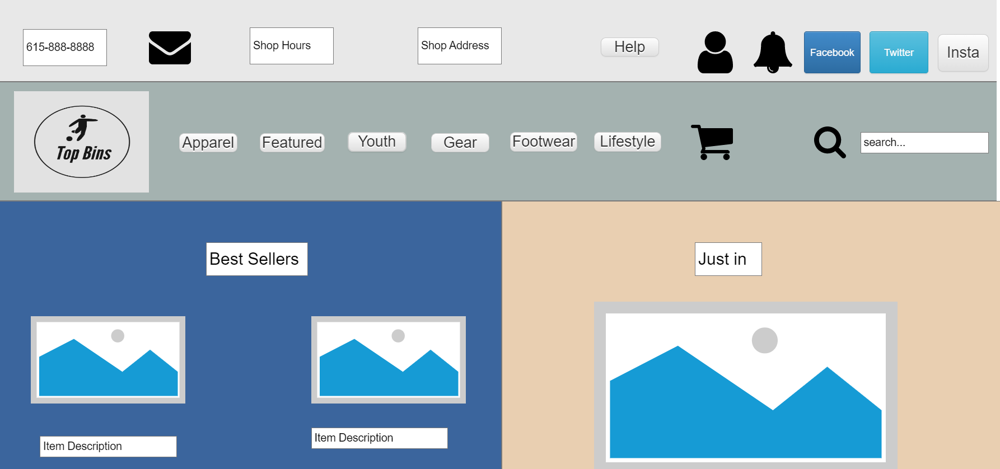 615-888-8888
Shop Hours
Shop Address
Help
Facebook
Twitter
Insta
Top Bins
Apparel
Featured
Youth
Gear
Footwear
Lifestyle
search...
Best Sellers
Just in
Item Description
Item Description